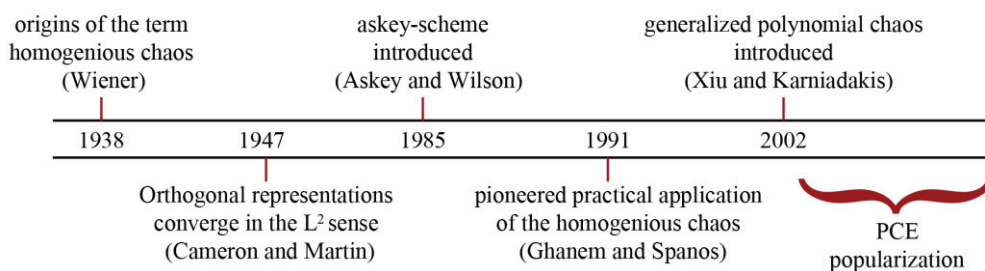 origins of the term
homogenious chaos
(Wiener)
askey-scheme
introduced
(Askey and Wilson)
generalized polynomial chaos
introduced
(Xiu and Karniadakis)
1938
1947
1985
1991
2002
Orthogonal representations
converge in the L² sense
(Cameron and Martin)
pioneered practical application
of the homogenious chaos
(Ghanem and Spanos)
PCE
popularization